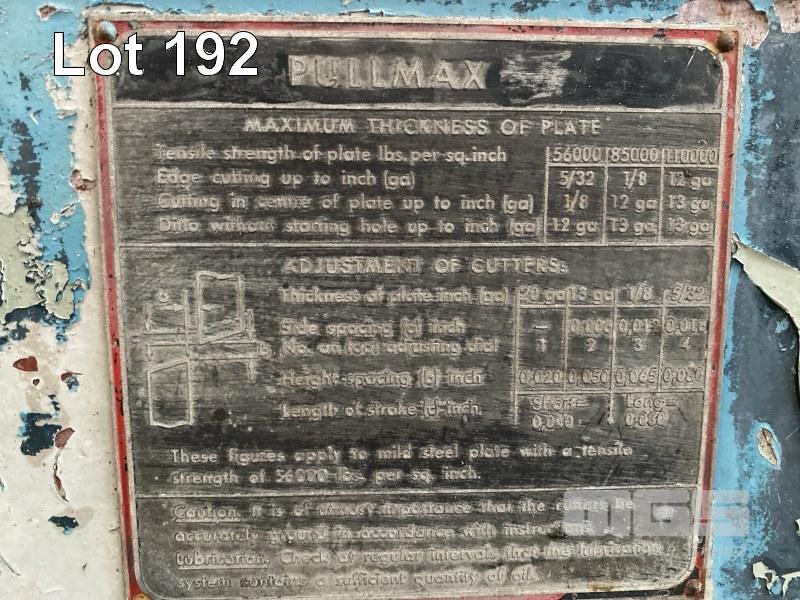 Lot 192
PULLMAX
MAXIMUM THICKNESS OF PLATE
Tensile strength of plate lbs. per sq. inch 56000 85000 110000
Edge cutting up to inch (ga) 5/32 1/8 12 ga
Cutting in centre of plate up to inch (ga) 1/8 12 ga 13 ga
Ditto without starting hole up to inch (ga) 12 ga 13 ga 13 ga
ADJUSTMENT OF CUTTERS:
Thickness of plate inch (ga) 20 ga 13 ga 1/8 5/32
Side spacing (a) inch — 0,006 0,012 0,016
No. on tool adjusting dial 1 2 3 4
Height spacing (b) inch 0,020 0,050 0,065 0,080
Length of stroke (c) inch Short= Long=
0,040 0,060
These figures apply to mild steel plate with a tensile
strength of 56000 lbs. per sq. inch.
Caution. It is of utmost importance that the cutters be
accurately ground in accordance with
Lubrication. Check at regular intervals that the lubrication
system contains a sufficient quantity of oil.